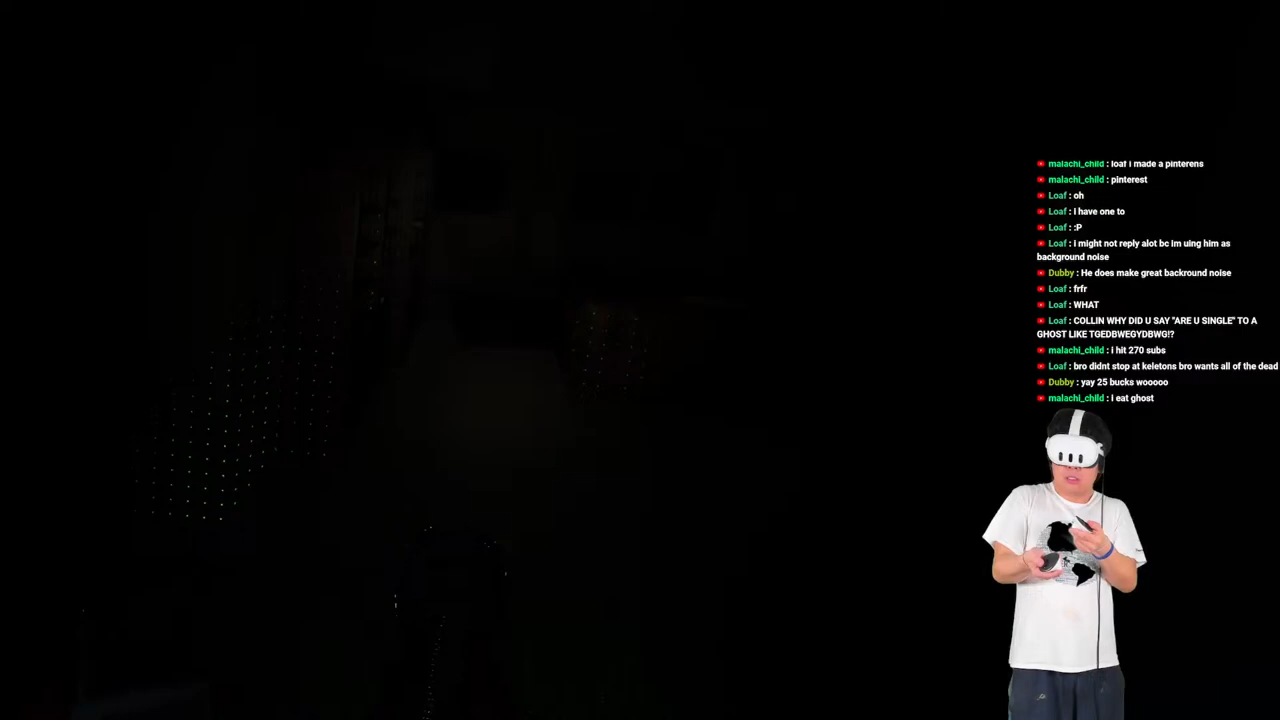 malachi_child : loaf i made a pinterens
malachi_child : pinterest
Loaf : oh
Loaf : i have one to
Loaf : :P
Loaf : i might not reply alot bc im uing him as
background noise
Dubby : He does make great backround noise
Loaf : frfr
Loaf : WHAT
Loaf : COLLIN WHY DID U SAY "ARE U SINGLE" TO A
GHOST LIKE TGEDBWEGYDBWG!?
malachi_child : i hit 270 subs
Loaf : bro didnt stop at keletons bro wants all of the dead
Dubby : yay 25 bucks wooooo
malachi_child : i eat ghost